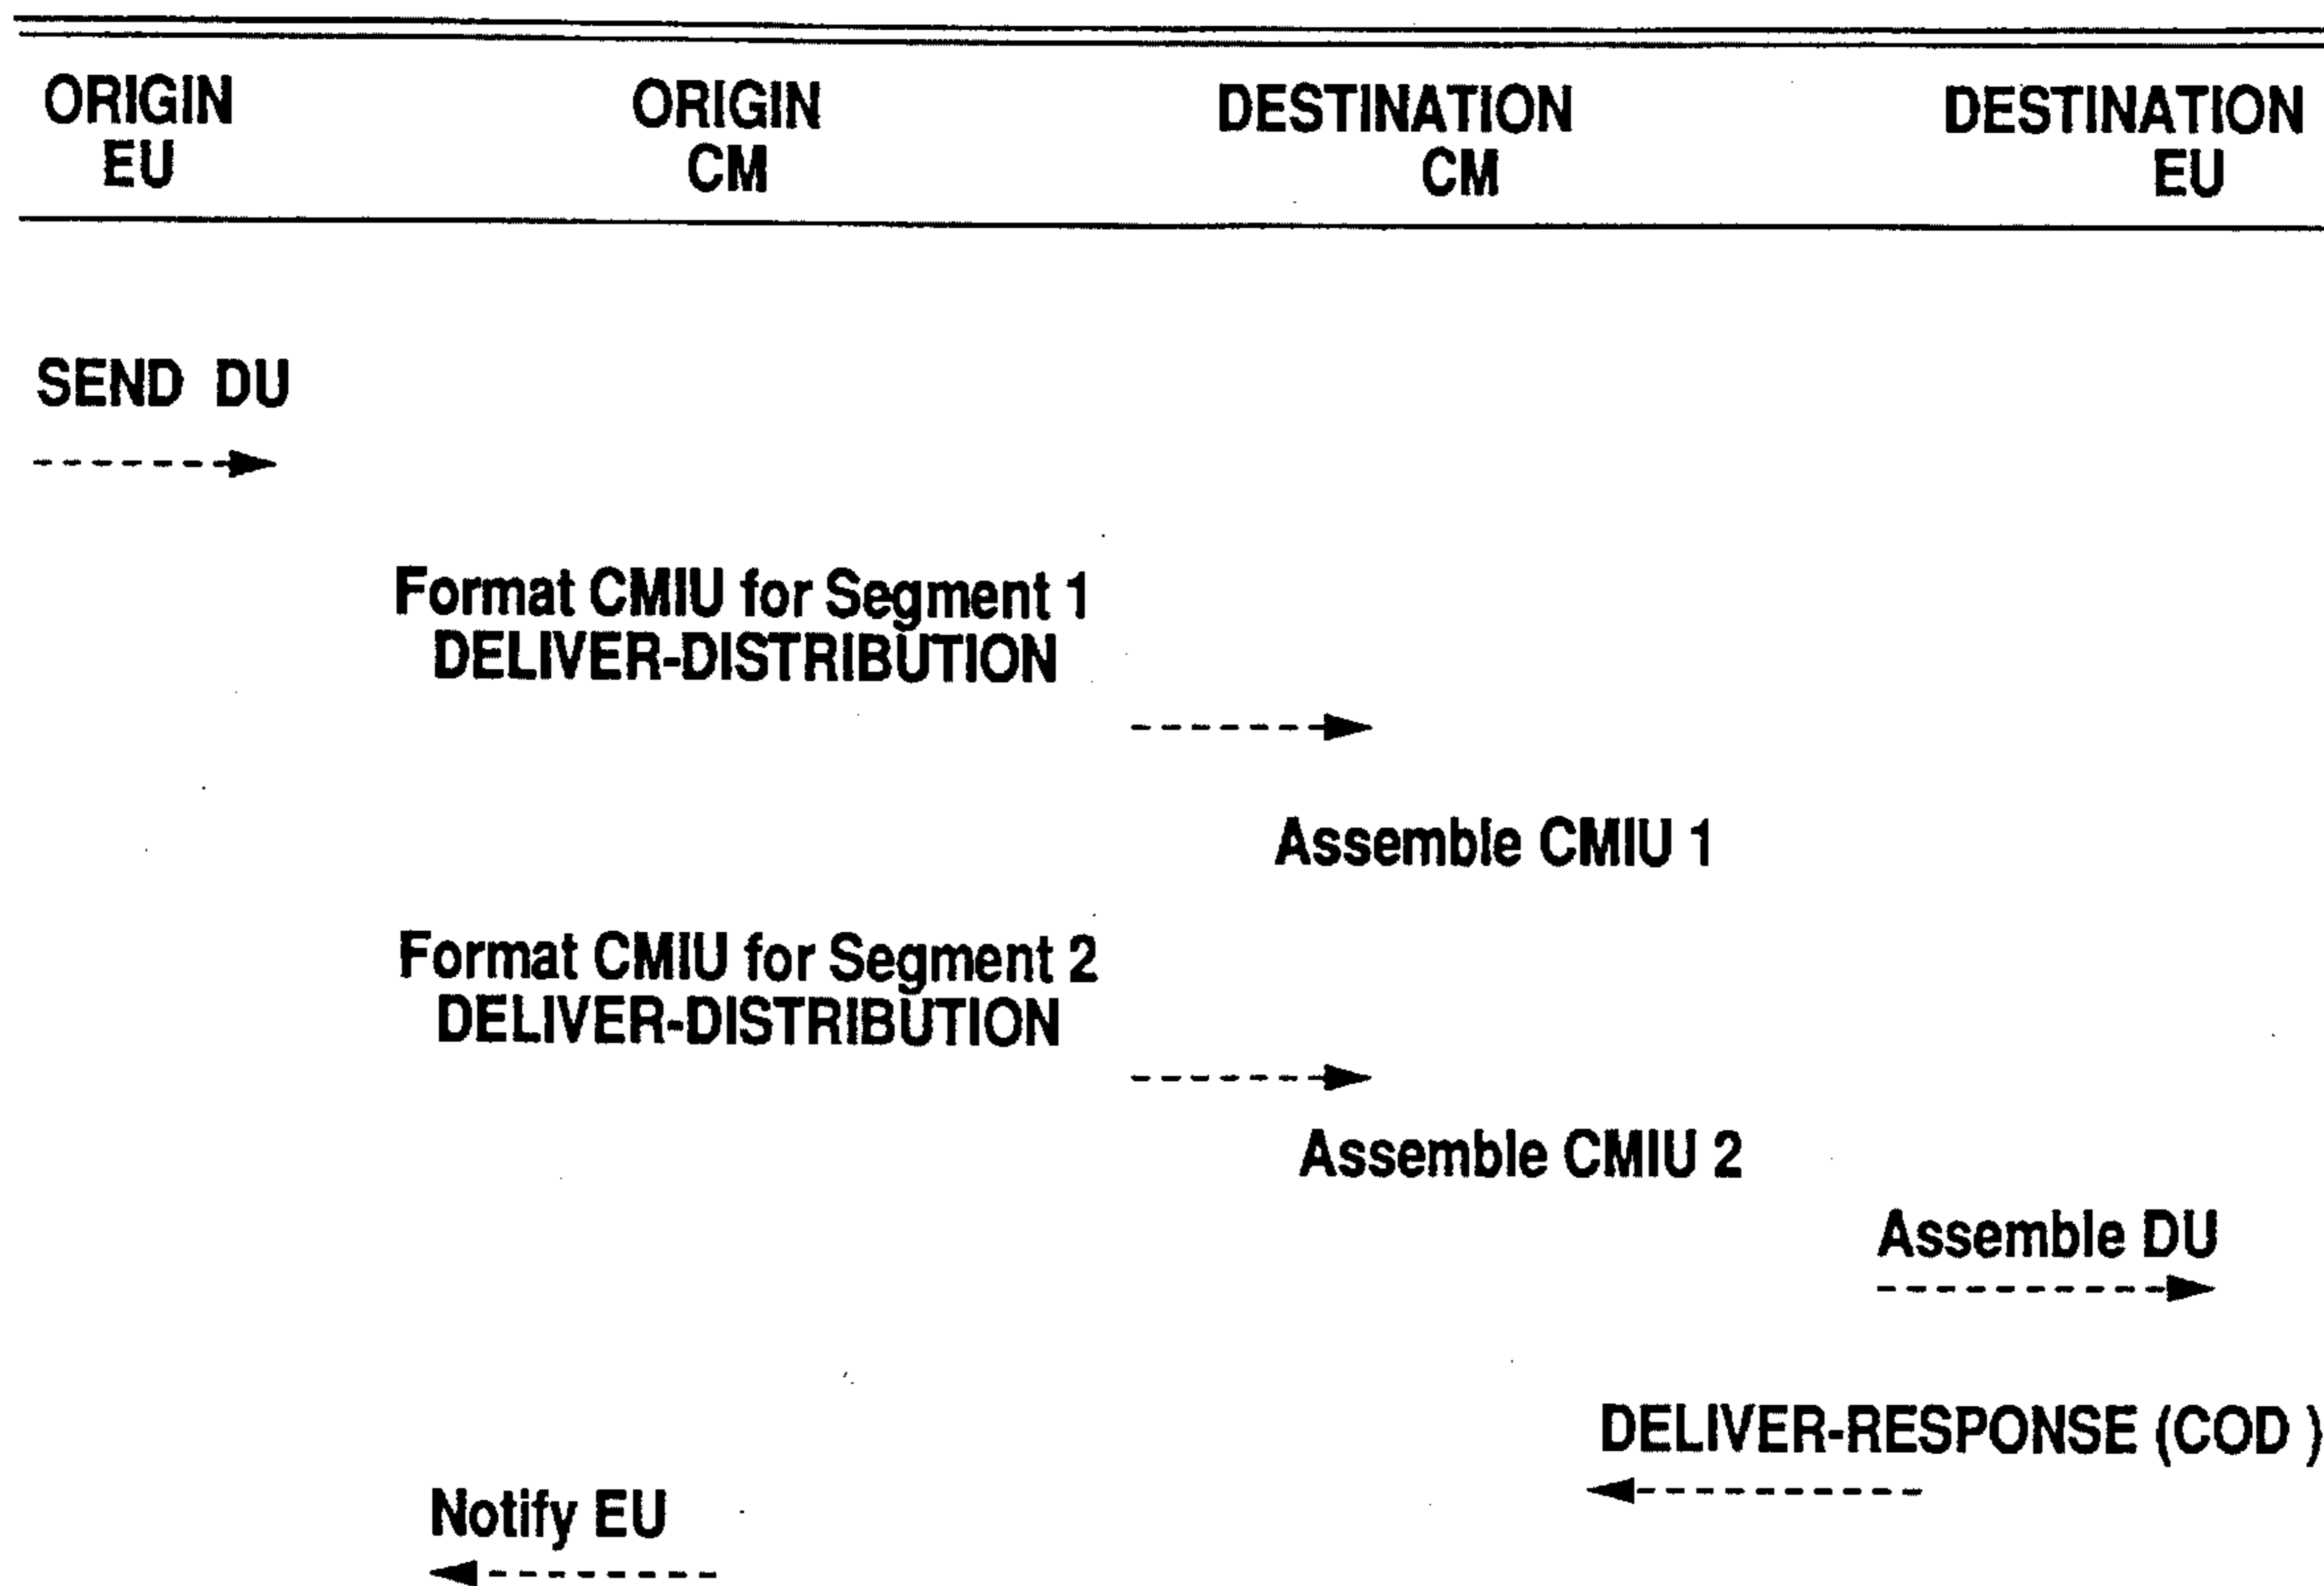 ORIGIN EU
ORIGIN CM
DESTINATION CM
DESTINATION EU
SEND DU
Format CMIU for Segment 1
DELIVER-DISTRIBUTION
Assemble CMIU 1
Format CMIU for Segment 2
DELIVER-DISTRIBUTION
Assemble CMIU 2
Assemble DU
DELIVER-RESPONSE (COD )
Notify EU